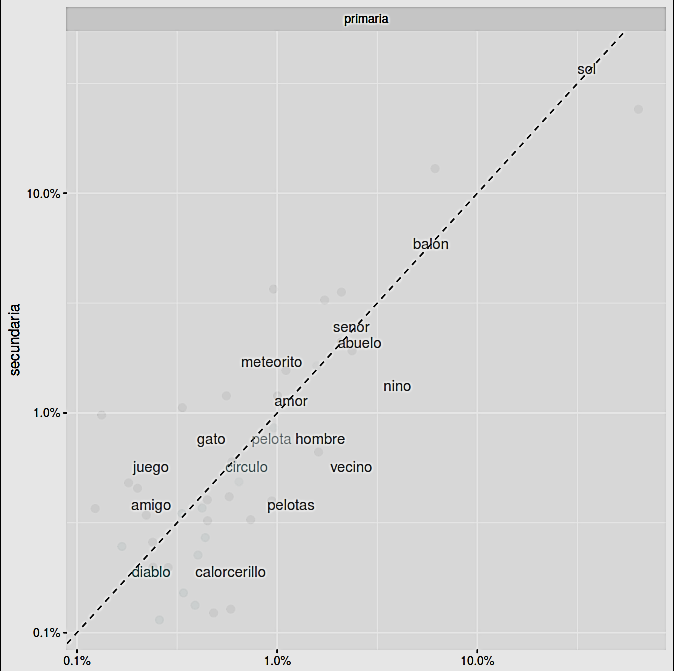 primaria
sol
10.0%
balón
secundaria
senor
abuelo
meteorito
nino
amor
1.0%
gato pelota hombre
juego circulo vecino
amigo pelotas
diablo calorcerillo
0.1%
0.1% 1.0% 10.0%